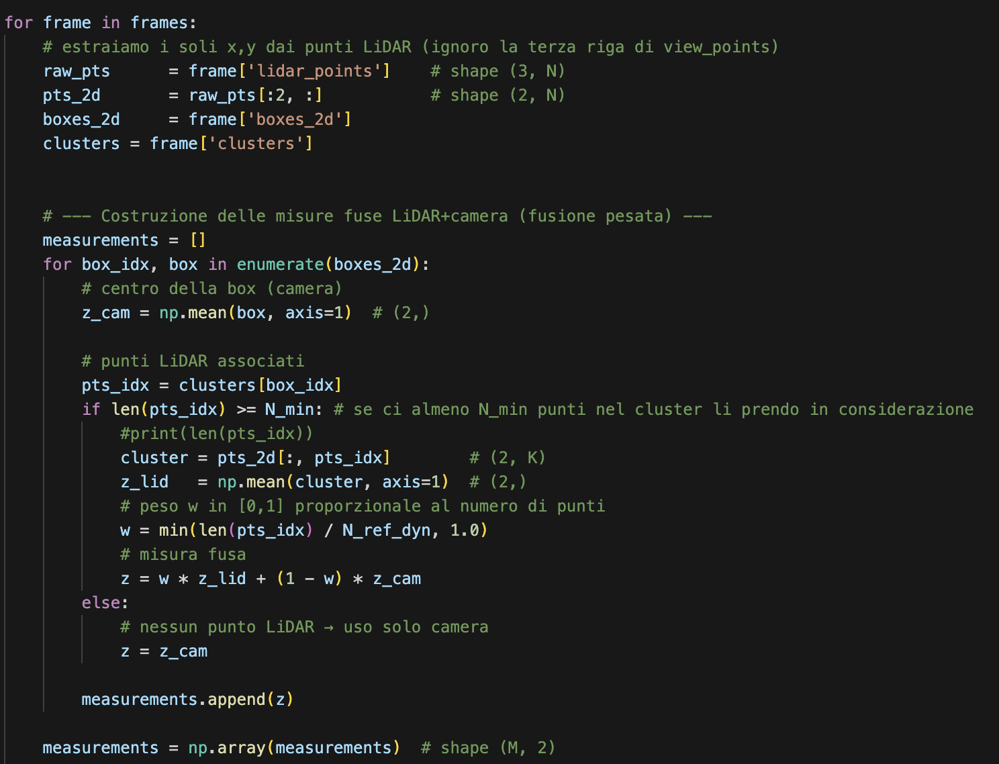 for frame in frames:
    # estraiamo i soli x,y dai punti LiDAR (ignoro la terza riga di view_points)
    raw_pts      = frame['lidar_points']    # shape (3, N)
    pts_2d       = raw_pts[:2, :]           # shape (2, N)
    boxes_2d     = frame['boxes_2d']
    clusters = frame['clusters']
    # --- Costruzione delle misure fuse LiDAR+camera (fusione pesata) ---
    measurements = []
    for box_idx, box in enumerate(boxes_2d):
        # centro della box (camera)
        z_cam = np.mean(box, axis=1)  # (2,)
        # punti LiDAR associati
        pts_idx = clusters[box_idx]
        if len(pts_idx) >= N_min: # se ci almeno N_min punti nel cluster li prendo in considerazione
            #print(len(pts_idx))
            cluster = pts_2d[:, pts_idx]        # (2, K)
            z_lid   = np.mean(cluster, axis=1)  # (2,)
            # peso w in [0,1] proporzionale al numero di punti
            w = min(len(pts_idx) / N_ref_dyn, 1.0)
            # misura fusa
            z = w * z_lid + (1 - w) * z_cam
        else:
            # nessun punto LiDAR → uso solo camera
            z = z_cam
        measurements.append(z)
    measurements = np.array(measurements)  # shape (M, 2)